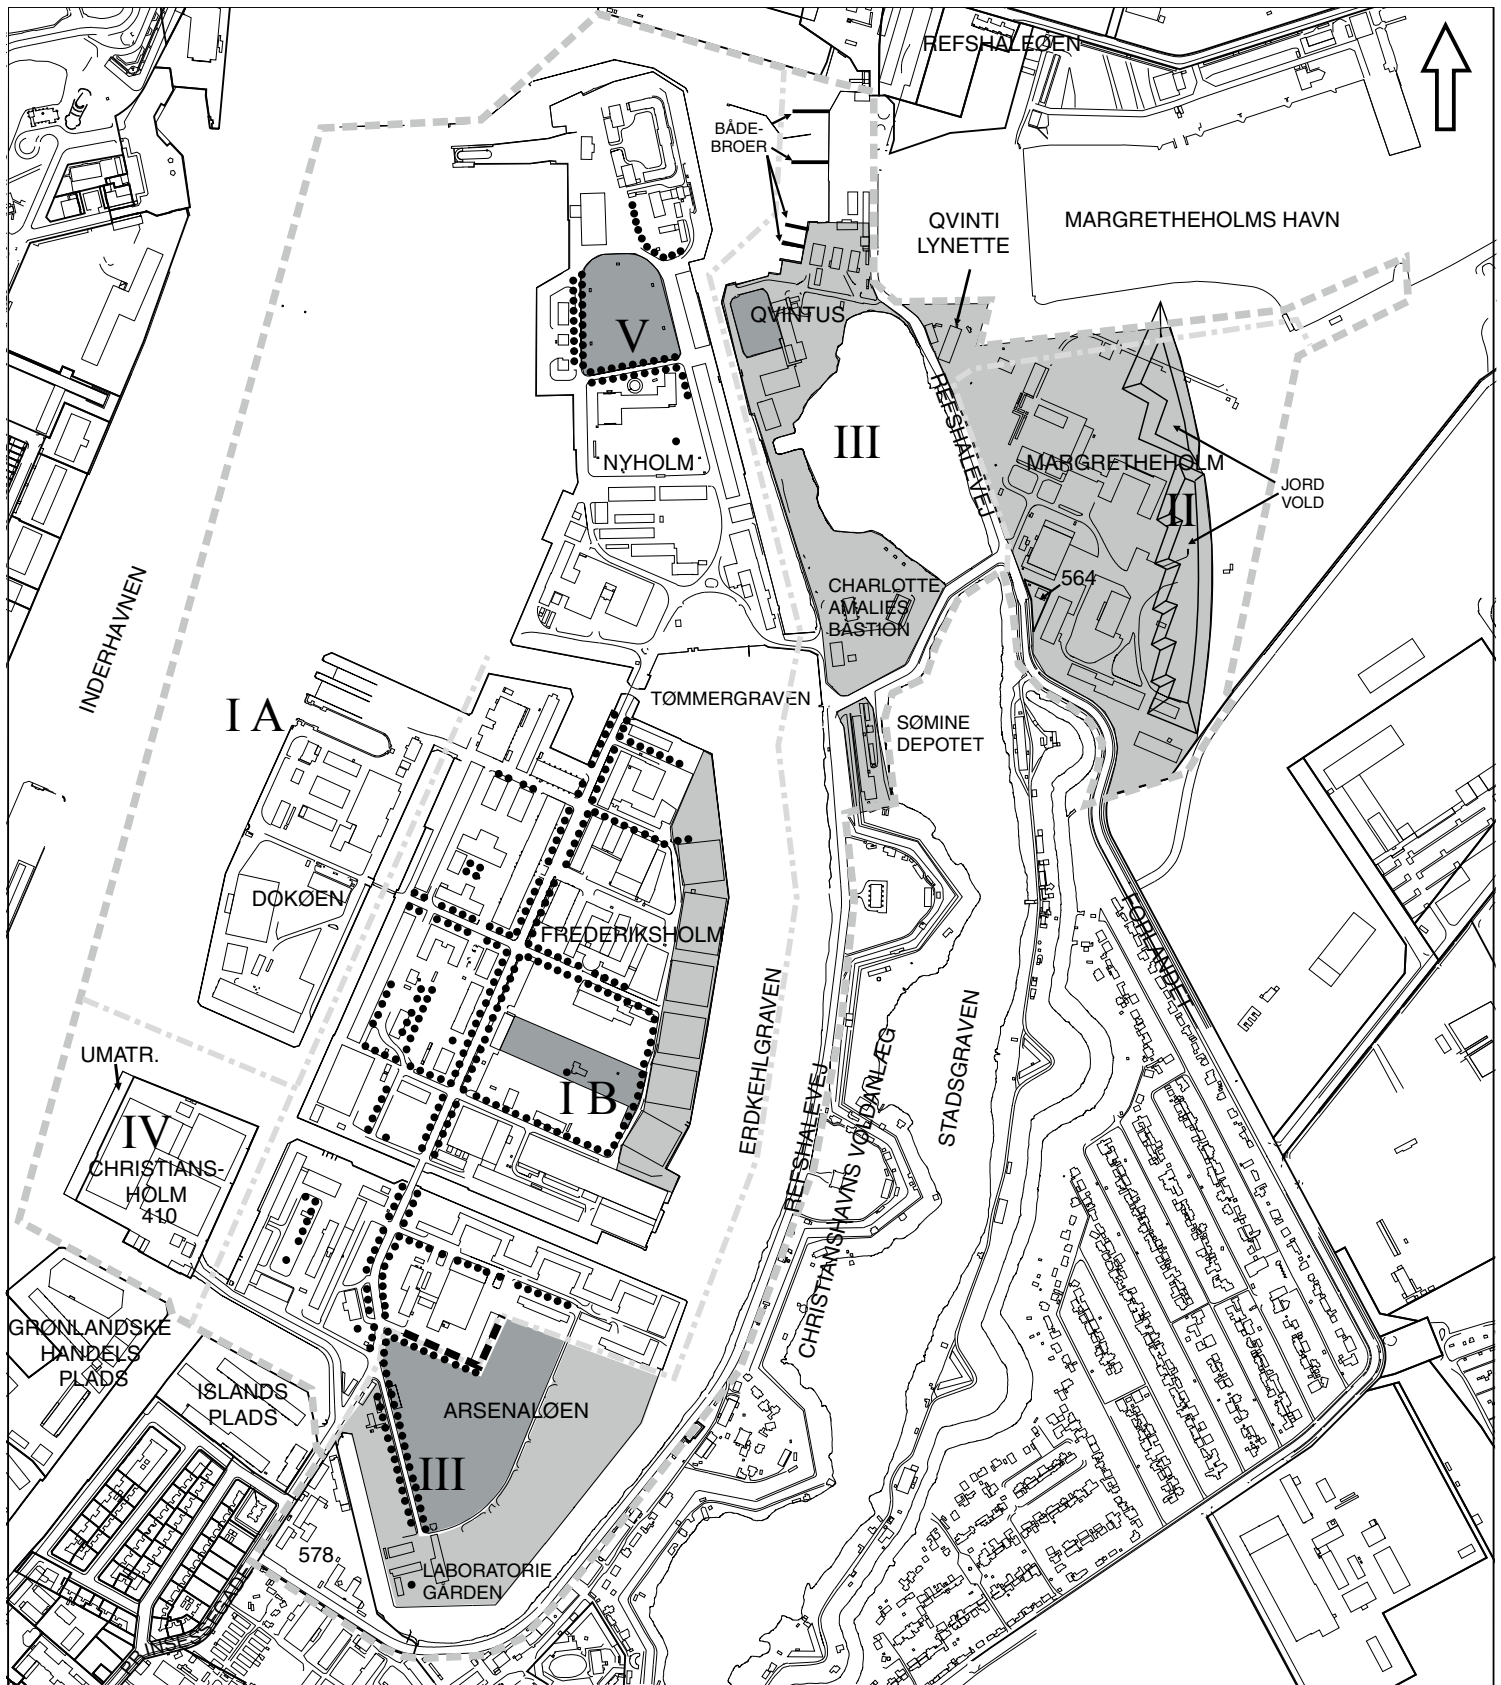 REFSHALEØEN
BÅDE-
BROER
QVINTI
LYNETTE
MARGRETHEHOLMS HAVN
QVINTUS
V
REFSHALEVEJ
III
NYHOLM
MARGRETHEHOLM
II
JORD
VOLD
564
CHARLOTTE
AMALIES
BASTION
INDERHAVNEN
I A
TØMMERGRAVEN
SØMINE
DEPOTET
DOKØEN
FREDERIKSHOLM
FORLANDET
ERDKEHLGRAVEN
REFSHALEVEJ
CHRISTIANSHAVNS VOLDANLÆG
STADSGRAVEN
UMATR.
I B
IV
CHRISTIANS-
HOLM
410
GRØNLANDSKE
HANDELS
PLADS
ISLANDS
PLADS
ARSENALØEN
III
578
LABORATORIE
GÅRDEN